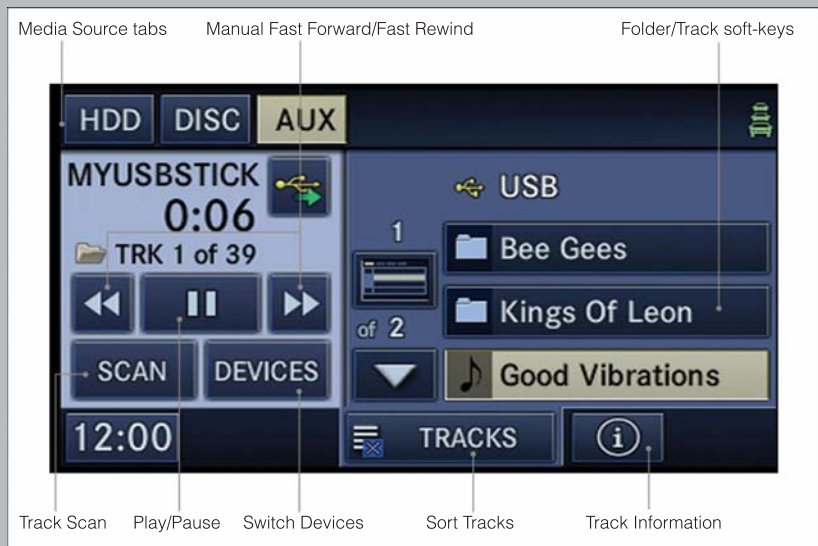 Media Source tabs
Manual Fast Forward/Fast Rewind
Folder/Track soft-keys
HDD
DISC
AUX
MYUSBSTICK
0:06
TRK 1 of 39
SCAN
DEVICES
12:00
USB
1
of 2
Bee Gees
Kings Of Leon
Good Vibrations
TRACKS
i
Track Scan
Play/Pause
Switch Devices
Sort Tracks
Track Information